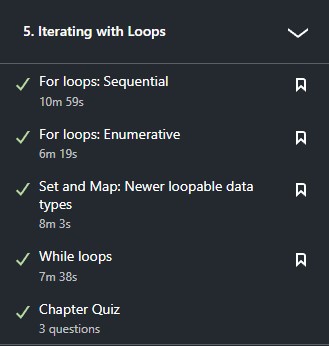 5. Iterating with Loops
For loops: Sequential
10m 59s
For loops: Enumerative
6m 19s
Set and Map: Newer loopable data
types
8m 3s
While loops
7m 38s
Chapter Quiz
3 questions